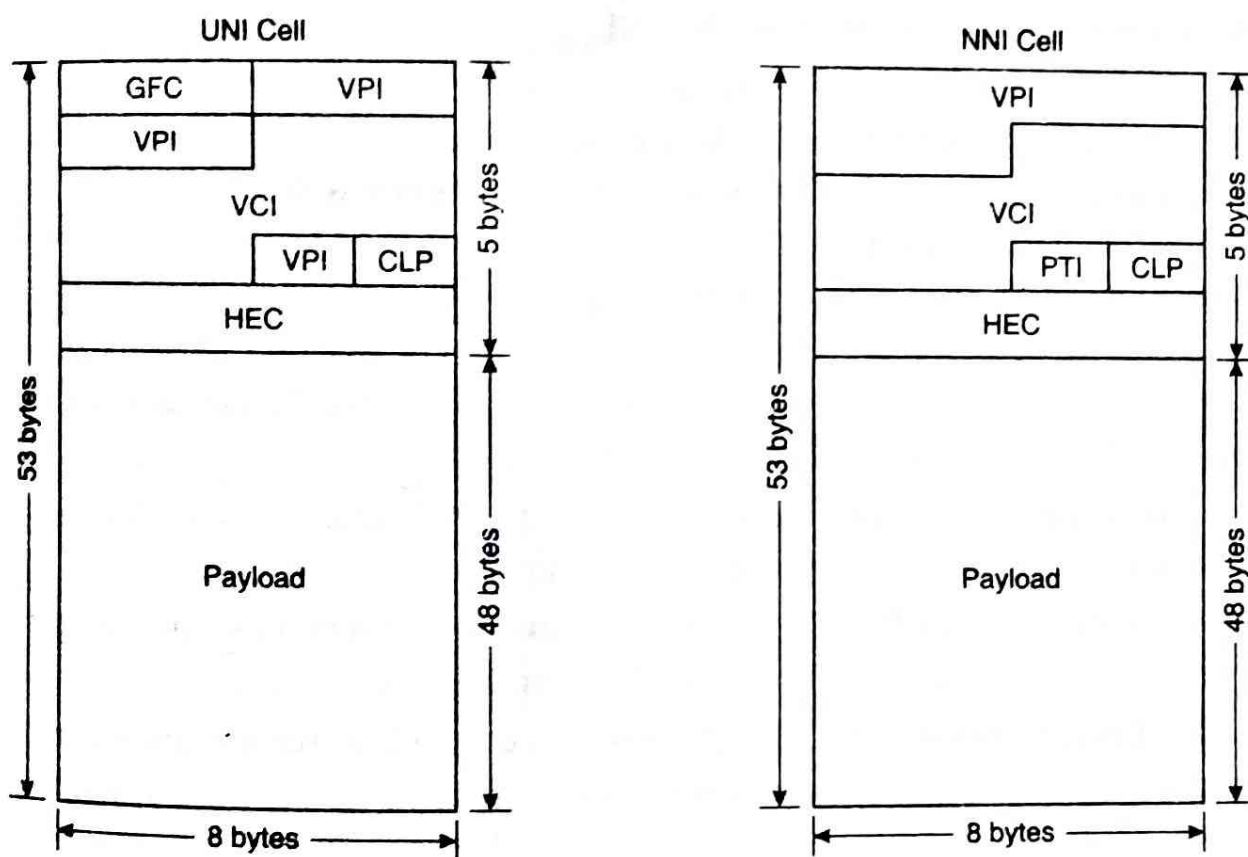 UNI Cell
GFC
VPI
VPI
VCI
VPI
CLP
HEC
Payload
53 bytes
5 bytes
48 bytes
8 bytes
NNI Cell
VPI
VCI
PTI
CLP
HEC
Payload
53 bytes
5 bytes
48 bytes
8 bytes